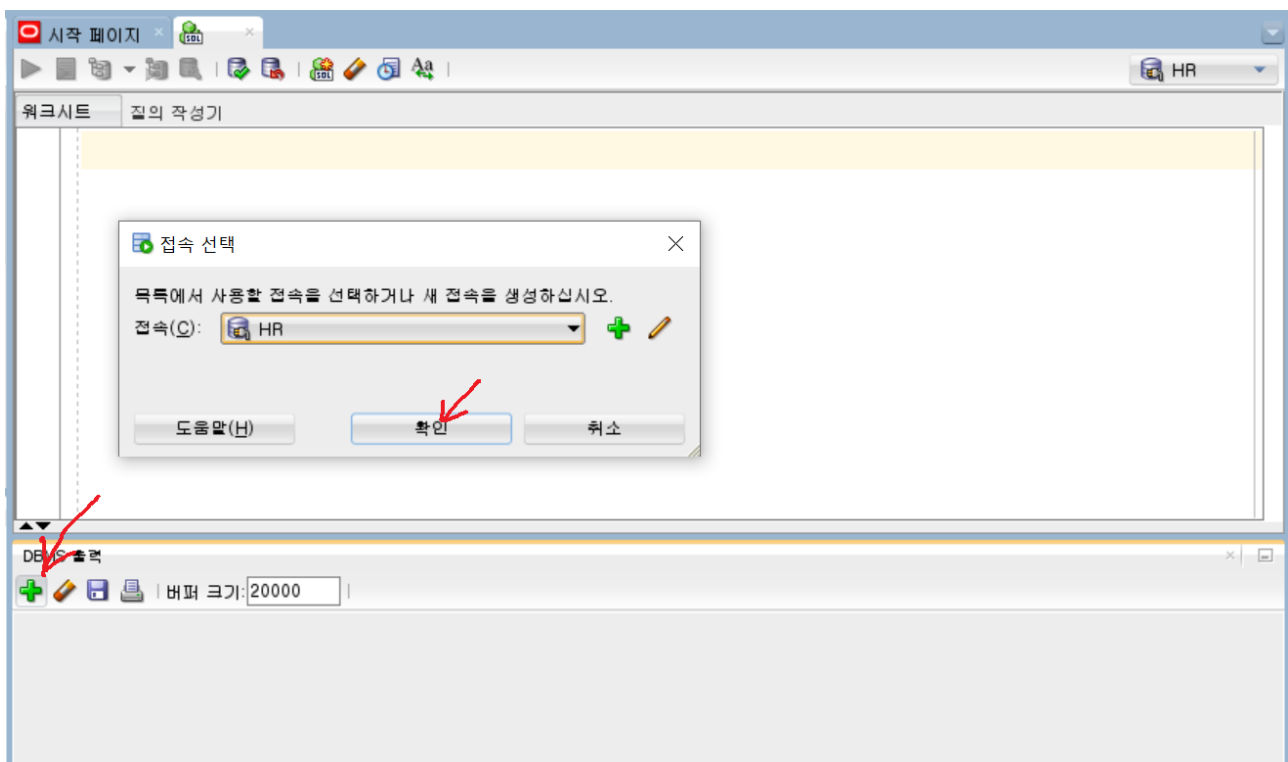 시작 페이지
HR
워크시트 질의 작성기
접속 선택
목록에서 사용할 접속을 선택하거나 새 접속을 생성하십시오.
접속(C): HR
도움말(H) 확인 취소
DBMS 출력
버퍼 크기: 20000